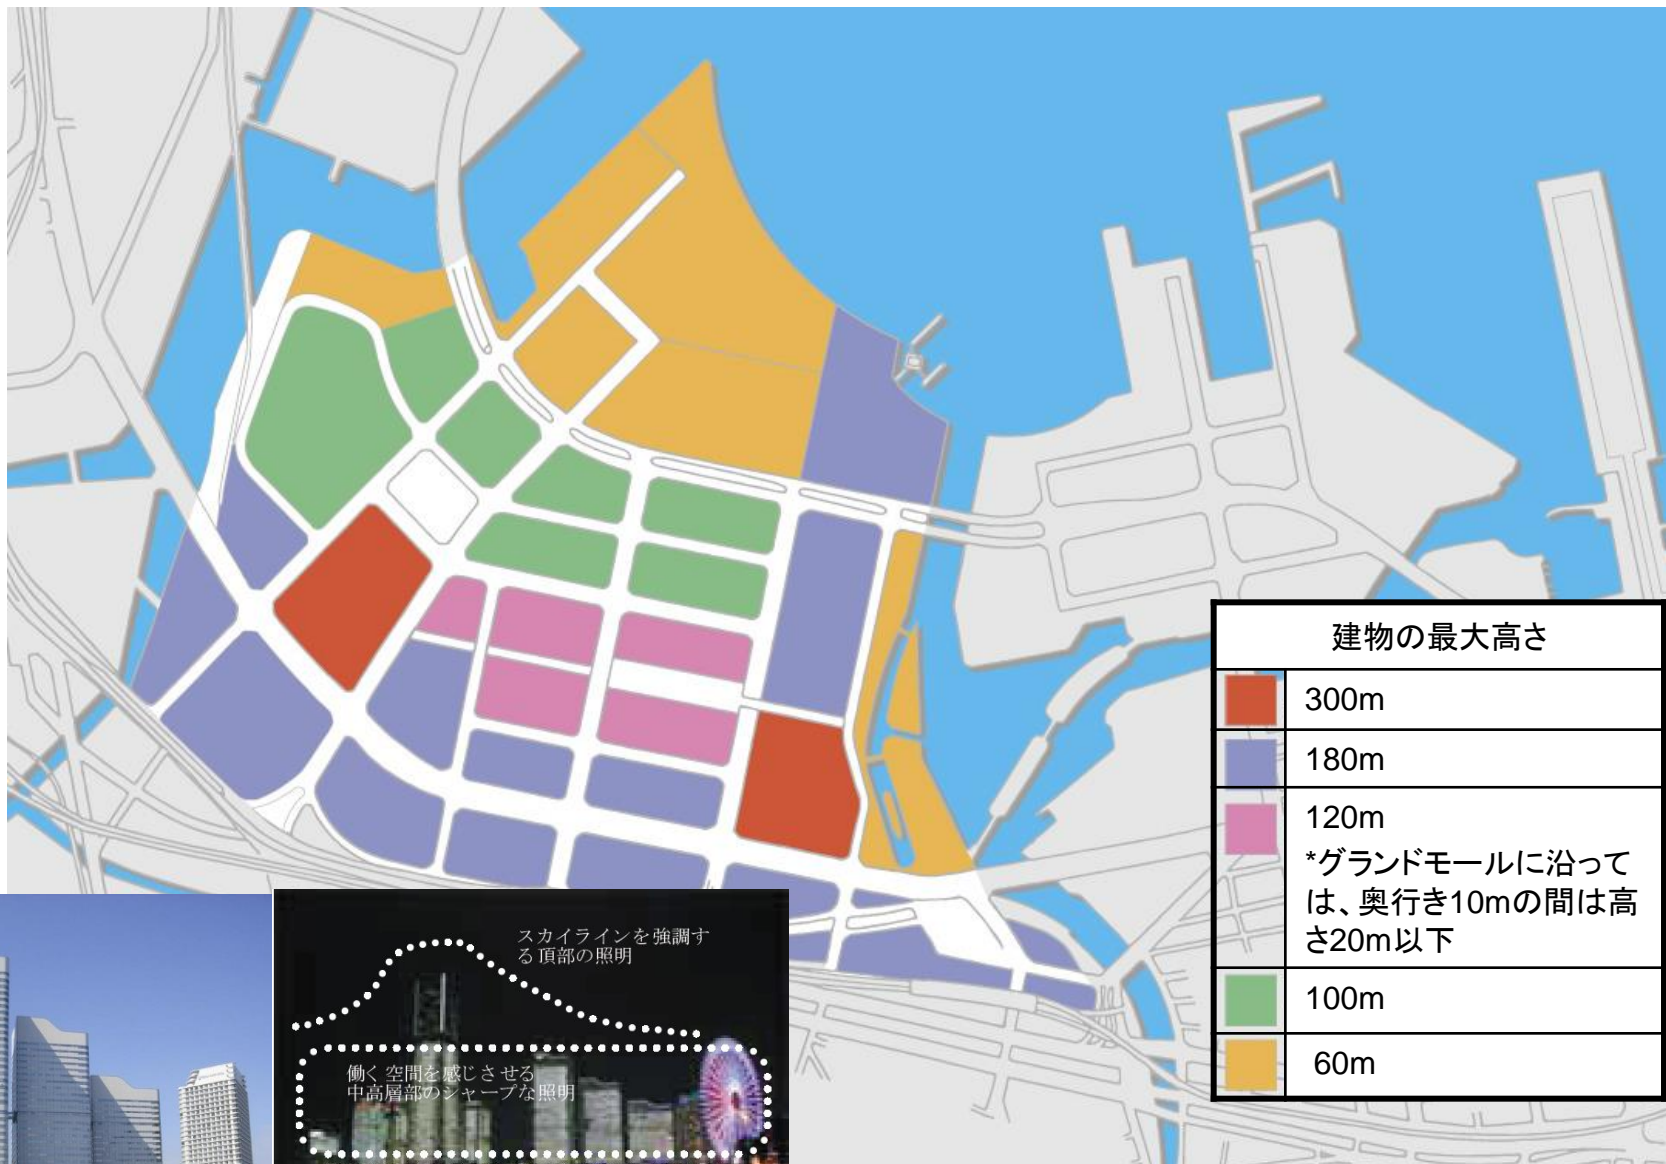 建物の最大高さ
300m
180m
120m
*グランドモールに沿って
は、奥行き10mの間は高
さ20m以下
100m
60m
スカイラインを強調す
る頂部の照明
働く空間を感じさせる
中高層部のシャープな照明